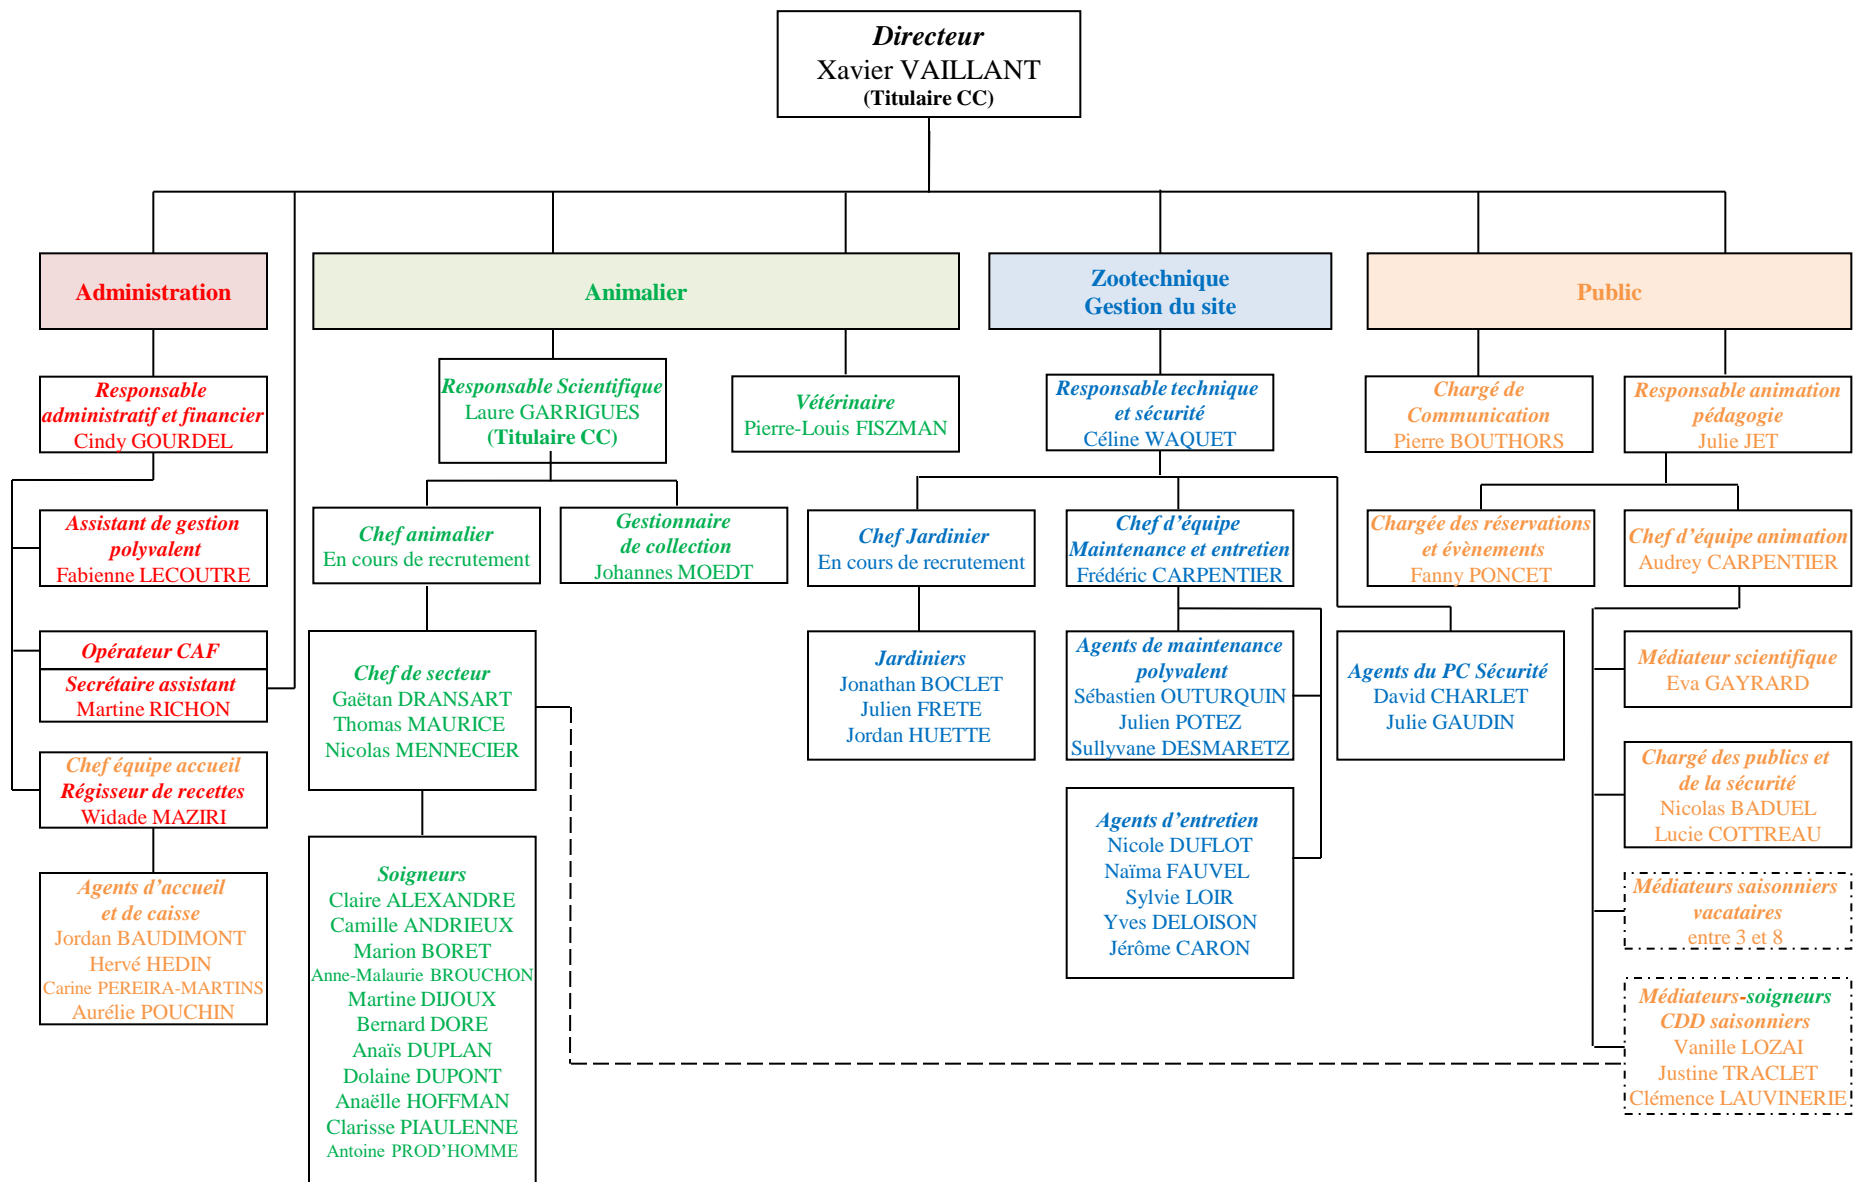 Directeur
Xavier VAILLANT
(Titulaire CC)
Administration
Animalier
Zootechnique
Gestion du site
Public
Responsable
administratif et financier
Cindy GOURDEL
Responsable Scientifique
Laure GARRIGUES
(Titulaire CC)
Vétérinaire
Pierre-Louis FISZMAN
Responsable technique
et sécurité
Céline WAQUET
Chargé de
Communication
Pierre BOUTHORS
Responsable animation
pédagogie
Julie JET
Assistant de gestion
polyvalent
Fabienne LECOUTRE
Chef animalier
En cours de recrutement
Gestionnaire
de collection
Johannes MOEDT
Chef Jardinier
En cours de recrutement
Chef d’équipe
Maintenance et entretien
Frédéric CARPENTIER
Chargée des réservations
et évènements
Fanny PONCET
Chef d’équipe animation
Audrey CARPENTIER
Opérateur CAF
Secrétaire assistant
Martine RICHON
Chef de secteur
Gaëtan DRANSART
Thomas MAURICE
Nicolas MENNECIER
Jardiniers
Jonathan BOCLET
Julien FRETE
Jordan HUETTE
Agents de maintenance
polyvalent
Sébastien OUTURQUIN
Julien POTEZ
Sullyvane DESMARETZ
Agents du PC Sécurité
David CHARLET
Julie GAUDIN
Médiateur scientifique
Eva GAYRARD
Chef équipe accueil
Régisseur de recettes
Widade MAZIRI
Chargé des publics et
de la sécurité
Nicolas BADUEL
Lucie COTTREAU
Agents d’accueil
et de caisse
Jordan BAUDIMONT
Hervé HEDIN
Carine PEREIRA-MARTINS
Aurélie POUCHIN
Soigneurs
Claire ALEXANDRE
Camille ANDRIEUX
Marion BORET
Anne-Malaurie BROUCHON
Martine DIJOUX
Bernard DORE
Anaïs DUPLAN
Dolaine DUPONT
Anaëlle HOFFMAN
Clarisse PIAULENNE
Antoine PROD’HOMME
Agents d’entretien
Nicole DUFLOT
Naïma FAUVEL
Sylvie LOIR
Yves DELOISON
Jérôme CARON
Médiateurs saisonniers
vacataires
entre 3 et 8
Médiateurs-soigneurs
CDD saisonniers
Vanille LOZAI
Justine TRACLET
Clémence LAUVINERIE